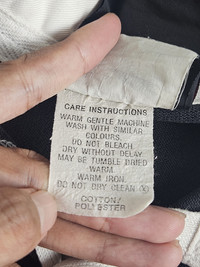 CARE INSTRUCTIONS
WARM GENTLE MACHINE
WASH WITH SIMILAR
COLOURS.
DO NOT BLEACH.
DRY WITHOUT DELAY
MAY BE TUMBLE DRIED
WARM.
WARM IRON.
DO NOT DRY CLEAN
COTTON/
POLYESTER